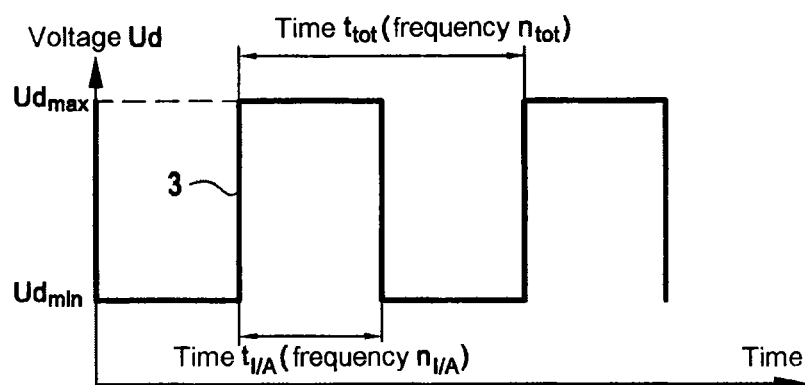 Time t_tot (frequency n_tot)
Voltage Ud
Ud_max
3
Ud_min
Time t_I/A (frequency n_I/A)
Time